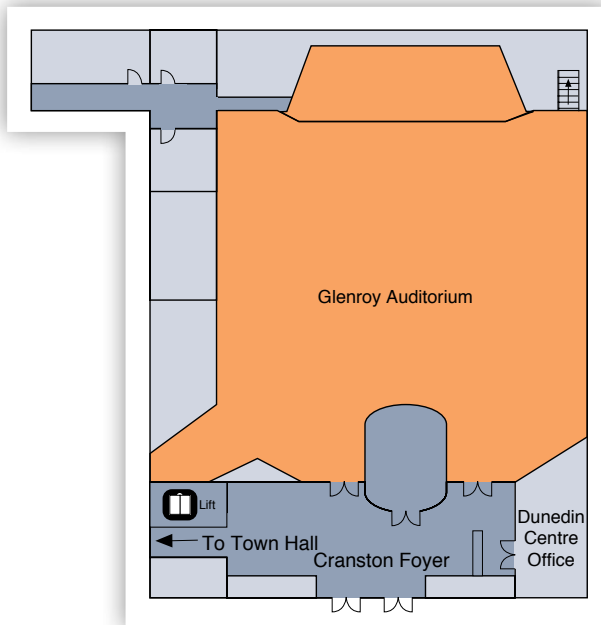 Glenroy Auditorium
Lift
To Town Hall
Cranston Foyer
Dunedin
Centre
Office